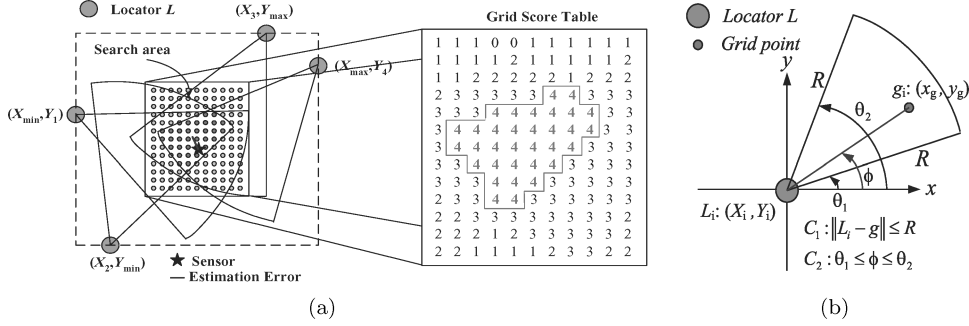 Locator L
(X3,Ymax)
Search area
(Xmax,Y4)
(Xmin,Y1)
(X2,Ymin)
Sensor
Estimation Error
Grid Score Table
1 1 1 0 0 1 1 1 1 1 1
1 1 1 1 2 1 1 1 1 1 1
1 1 2 2 2 2 2 1 2 2 2
2 3 3 3 3 3 4 4 3 3 3
3 3 3 4 4 4 4 4 4 3 3
3 4 4 4 4 4 4 4 4 3 3
3 4 4 4 4 4 4 4 3 3 3
3 3 4 4 4 4 4 3 3 3 3
3 3 3 4 4 4 3 3 3 3 3
3 3 3 4 4 3 3 3 3 3 2
2 2 2 2 2 3 3 3 3 3 2
2 2 2 2 2 2 3 3 3 2 2
2 2 1 1 2 3 3 3 2 2 2
(a)
Locator L
Grid point
y
R
gi: (xg, yg)
θ2
R
ϕ
x
θ1
Li: (Xi, Yi)
C1: ||Li − g|| ≤ R
C2: θ1 ≤ ϕ ≤ θ2
(b)